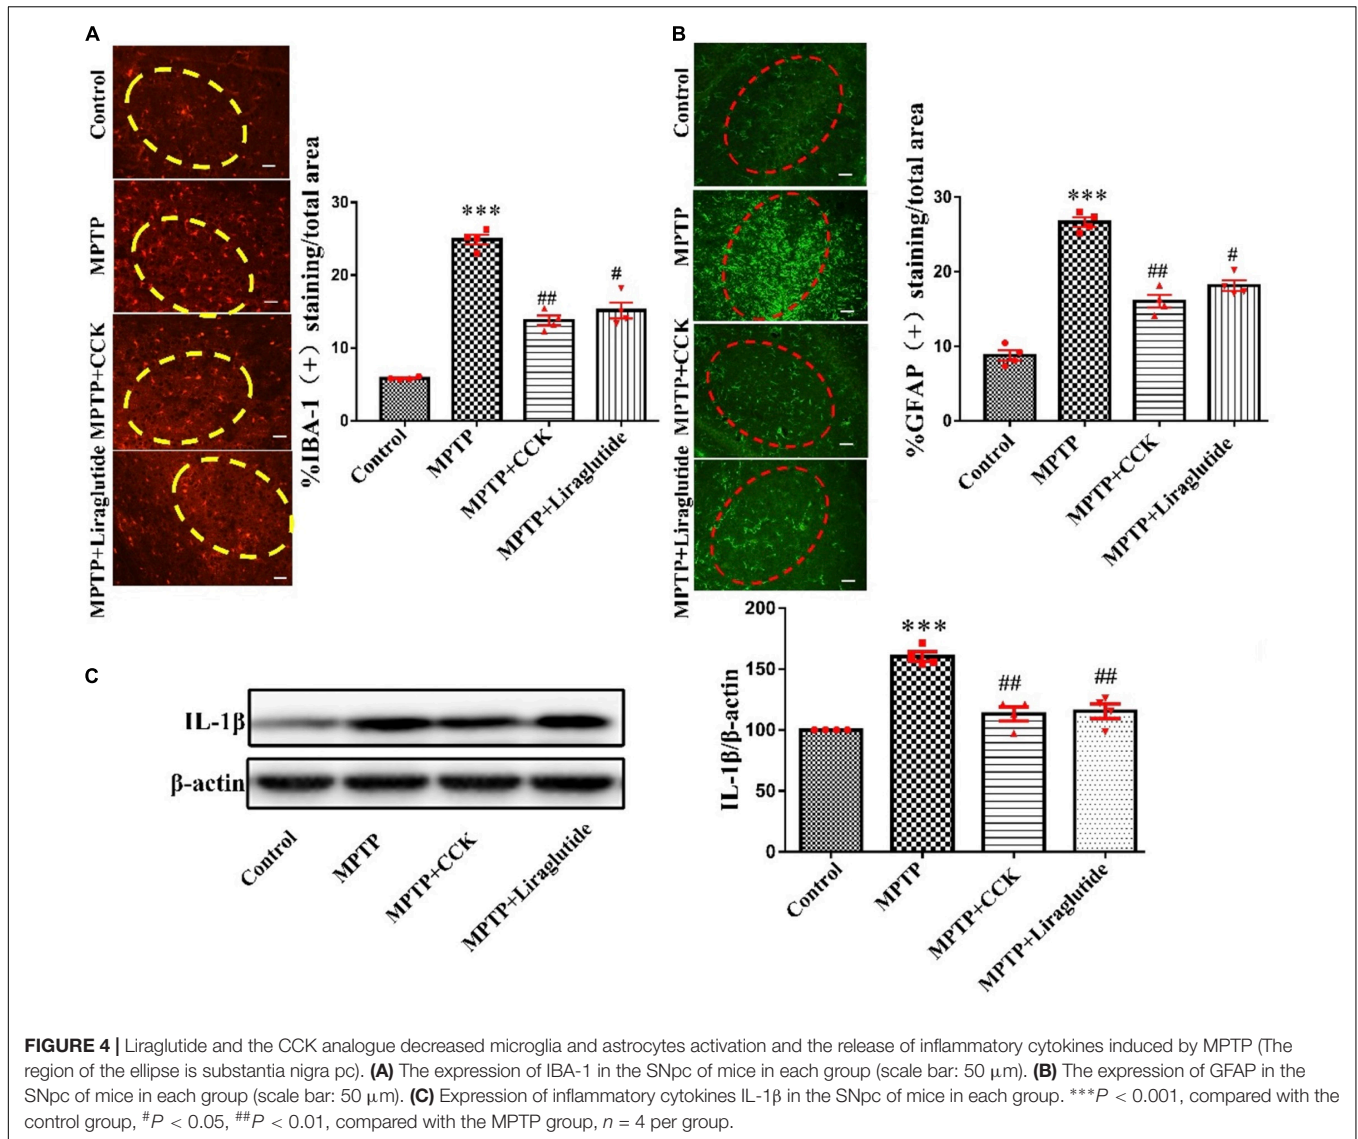 A
Control
MPTP
MPTP+CCK
MPTP+Liraglutide
%IBA-1 (+) staining/total area
30
20
10
0
***
##
#
Control
MPTP
MPTP+CCK
MPTP+Liraglutide
B
Control
MPTP
MPTP+CCK
MPTP+Liraglutide
%GFAP (+) staining/total area
30
20
10
0
***
##
#
Control
MPTP
MPTP+CCK
MPTP+Liraglutide
C
IL-1β
β-actin
Control
MPTP
MPTP+CCK
MPTP+Liraglutide
IL-1β/β-actin
200
150
100
50
0
***
##
##
Control
MPTP
MPTP+CCK
MPTP+Liraglutide
FIGURE 4 | Liraglutide and the CCK analogue decreased microglia and astrocytes activation and the release of inflammatory cytokines induced by MPTP (The
region of the ellipse is substantia nigra pc). (A) The expression of IBA-1 in the SNpc of mice in each group (scale bar: 50 μm). (B) The expression of GFAP in the
SNpc of mice in each group (scale bar: 50 μm). (C) Expression of inflammatory cytokines IL-1β in the SNpc of mice in each group. ***P < 0.001, compared with the
control group, #P < 0.05, ##P < 0.01, compared with the MPTP group, n = 4 per group.